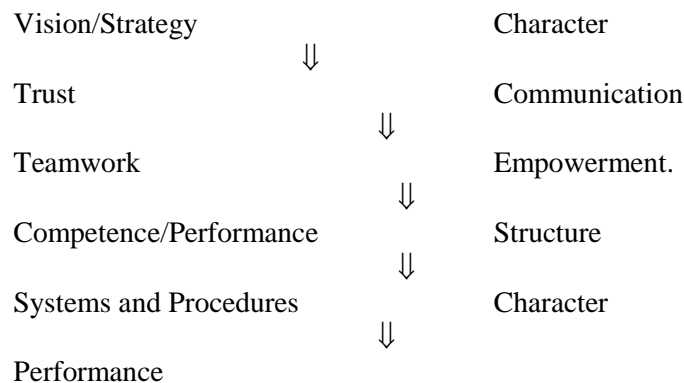 Vision/Strategy Character
⇓
Trust Communication
⇓
Teamwork Empowerment.
⇓
Competence/Performance Structure
⇓
Systems and Procedures Character
⇓
Performance